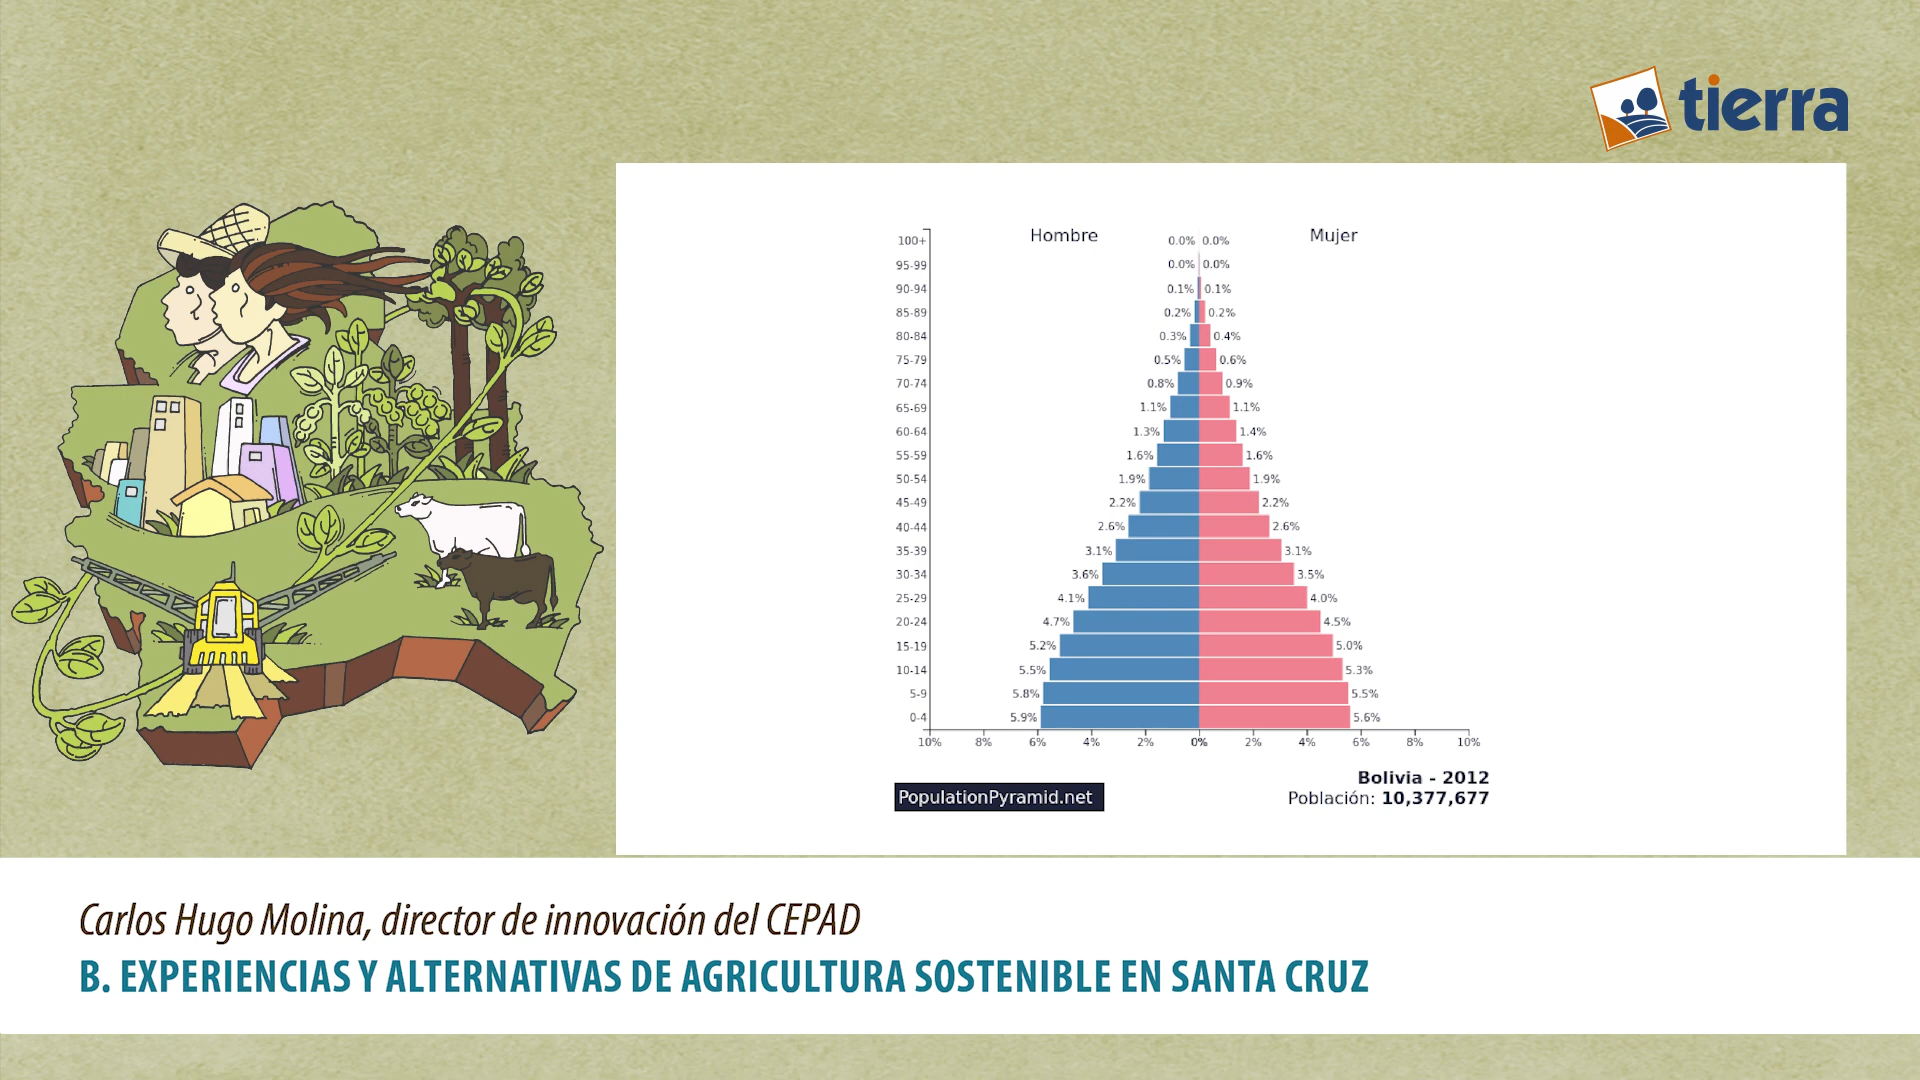 tierra
Hombre
Mujer
100+ 0.0% 0.0%
95-99 0.0% 0.0%
90-94 0.1% 0.1%
85-89 0.2% 0.2%
80-84 0.3% 0.4%
75-79 0.5% 0.6%
70-74 0.8% 0.9%
65-69 1.1% 1.1%
60-64 1.3% 1.4%
55-59 1.6% 1.6%
50-54 1.9% 1.9%
45-49 2.2% 2.2%
40-44 2.6% 2.6%
35-39 3.1% 3.1%
30-34 3.6% 3.5%
25-29 4.1% 4.0%
20-24 4.7% 4.5%
15-19 5.2% 5.0%
10-14 5.5% 5.3%
5-9 5.8% 5.5%
0-4 5.9% 5.6%
10% 8% 6% 4% 2% 0% 2% 4% 6% 8% 10%
PopulationPyramid.net
Bolivia - 2012
Población: 10,377,677
Carlos Hugo Molina, director de innovación del CEPAD
B. EXPERIENCIAS Y ALTERNATIVAS DE AGRICULTURA SOSTENIBLE EN SANTA CRUZ